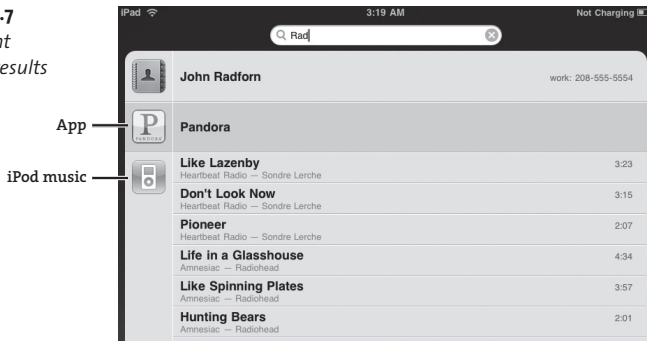 .7
nt
esults
iPad 3:19 AM Not Charging
Rad
John Radforn work: 208-555-5554
App
PANDORA
Pandora
iPod music
Like Lazenby 3:23
Heartbeat Radio — Sondre Lerche
Don't Look Now 3:15
Heartbeat Radio — Sondre Lerche
Pioneer 2:07
Heartbeat Radio — Sondre Lerche
Life in a Glasshouse 4:34
Amnesiac — Radiohead
Like Spinning Plates 3:57
Amnesiac — Radiohead
Hunting Bears 2:01
Amnesiac — Radiohead